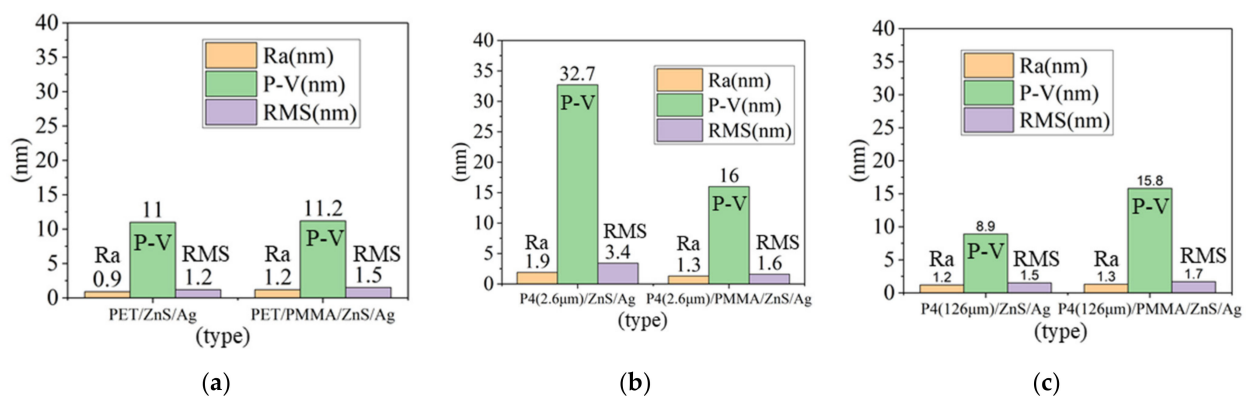 40
35
30
25
20
15
10
5
0
(nm)
Ra(nm)
P-V(nm)
RMS(nm)
11
11.2
P-V
P-V
Ra
RMS
Ra
RMS
0.9
1.2
1.2
1.5
PET/ZnS/Ag
PET/PMMA/ZnS/Ag
(type)
(a)
40
35
30
25
20
15
10
5
0
(nm)
Ra(nm)
P-V(nm)
RMS(nm)
32.7
P-V
16
P-V
Ra
RMS
Ra
RMS
1.9
3.4
1.3
1.6
P4(2.6μm)/ZnS/Ag
P4(2.6μm)/PMMA/ZnS/Ag
(type)
(b)
40
35
30
25
20
15
10
5
0
(nm)
Ra(nm)
P-V(nm)
RMS(nm)
8.9
15.8
P-V
P-V
Ra
RMS
Ra
RMS
1.2
1.5
1.3
1.7
P4(126μm)/ZnS/Ag
P4(126μm)/PMMA/ZnS/Ag
(type)
(c)